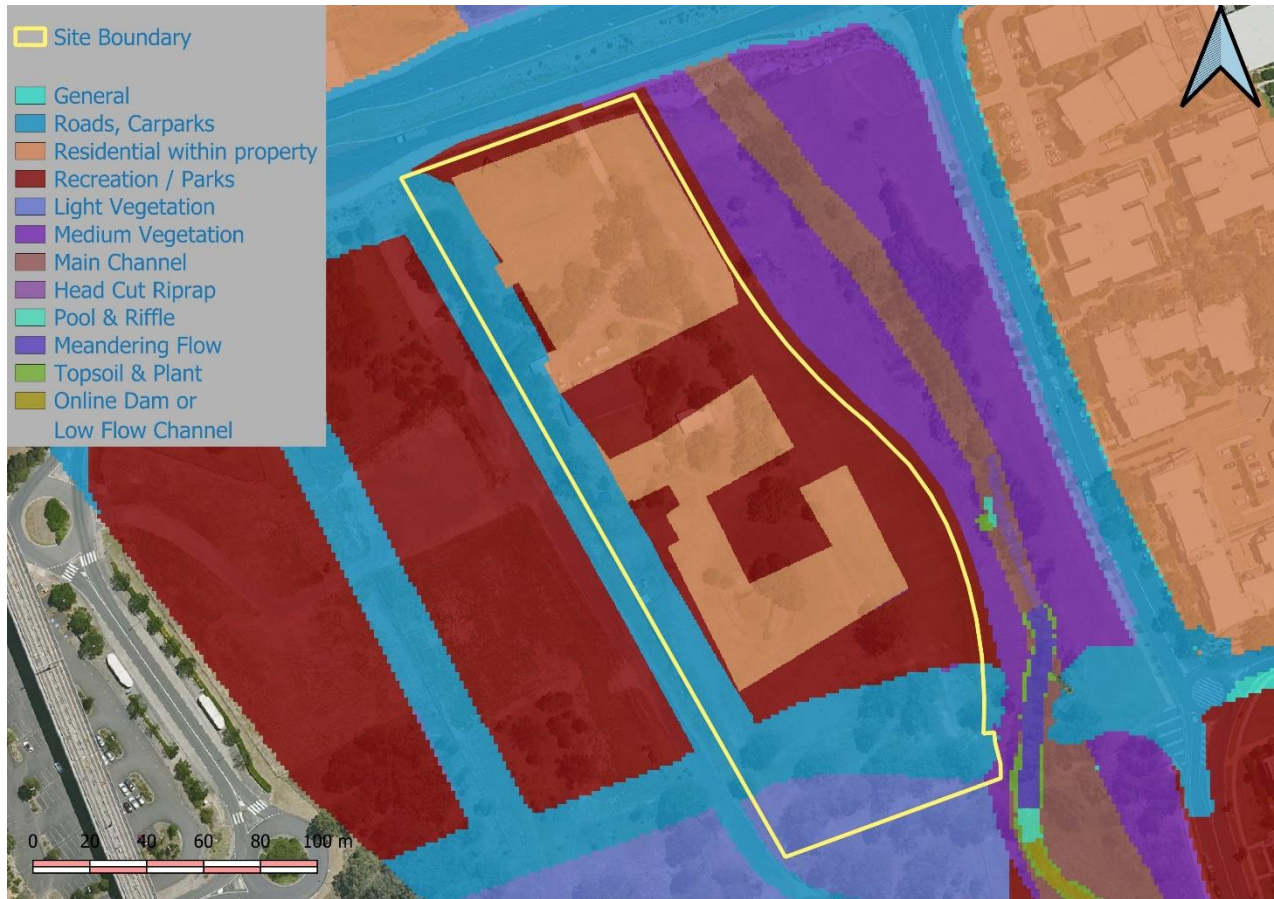 Site Boundary
General
Roads, Carparks
Residential within property
Recreation / Parks
Light Vegetation
Medium Vegetation
Main Channel
Head Cut Riprap
Pool & Riffle
Meandering Flow
Topsoil & Plant
Online Dam or
Low Flow Channel
0 20 40 60 80 100 m